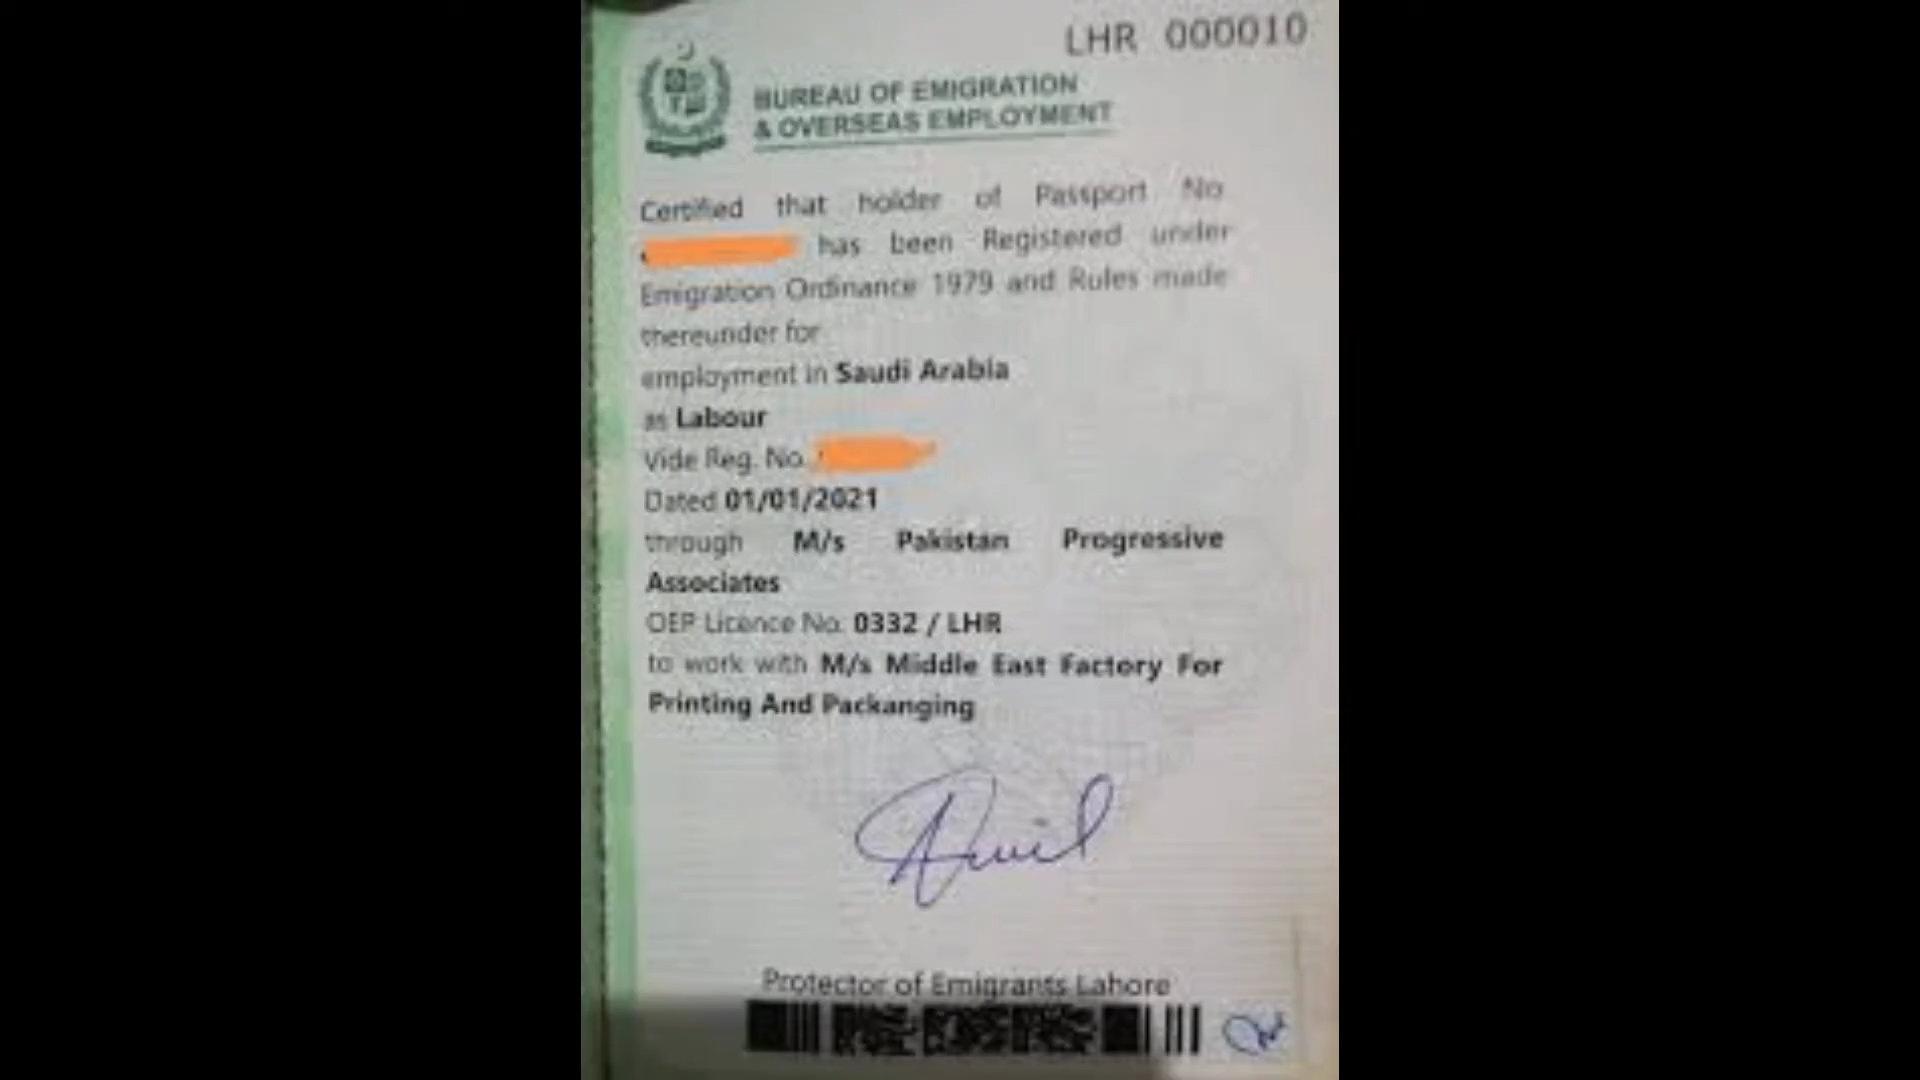 LHR 000010
BUREAU OF EMIGRATION
& OVERSEAS EMPLOYMENT
Certified that holder of Passport No
has been Registered under
Emigration Ordinance 1979 and Rules made
thereunder for
employment in Saudi Arabia
as Labour
Vide Reg. No.
Dated 01/01/2021
through M/s Pakistan Progressive
Associates
OEP Licence No. 0332 / LHR
to work with M/s Middle East Factory For
Printing And Packanging
Protector of Emigrants Lahore